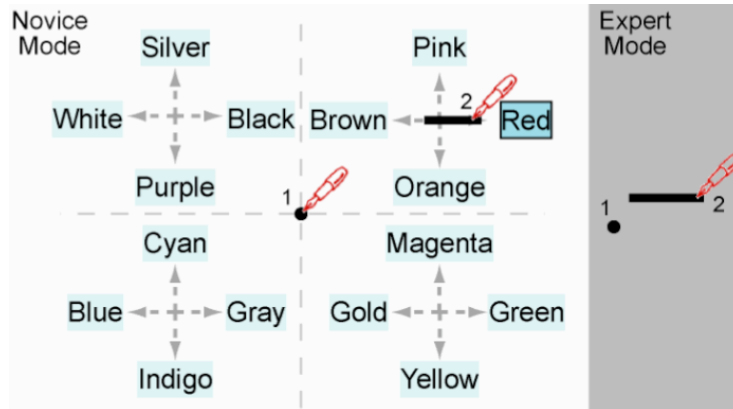 Novice
Mode
Silver
White
Black
Purple
Pink
Brown
2
Red
Orange
1
Cyan
Blue
Gray
Indigo
Magenta
Gold
Green
Yellow
Expert
Mode
1
2